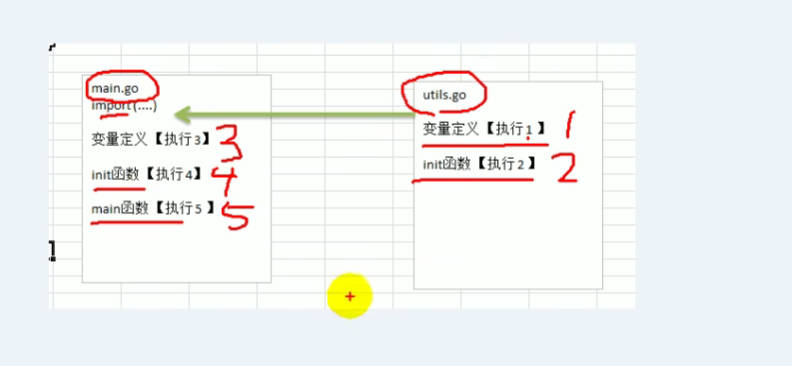 main.go
import(....)
变量定义【执行3】3
init函数【执行4】4
main函数【执行5 】5
utils.go
变量定义【执行1 】1
init函数【执行2 】2